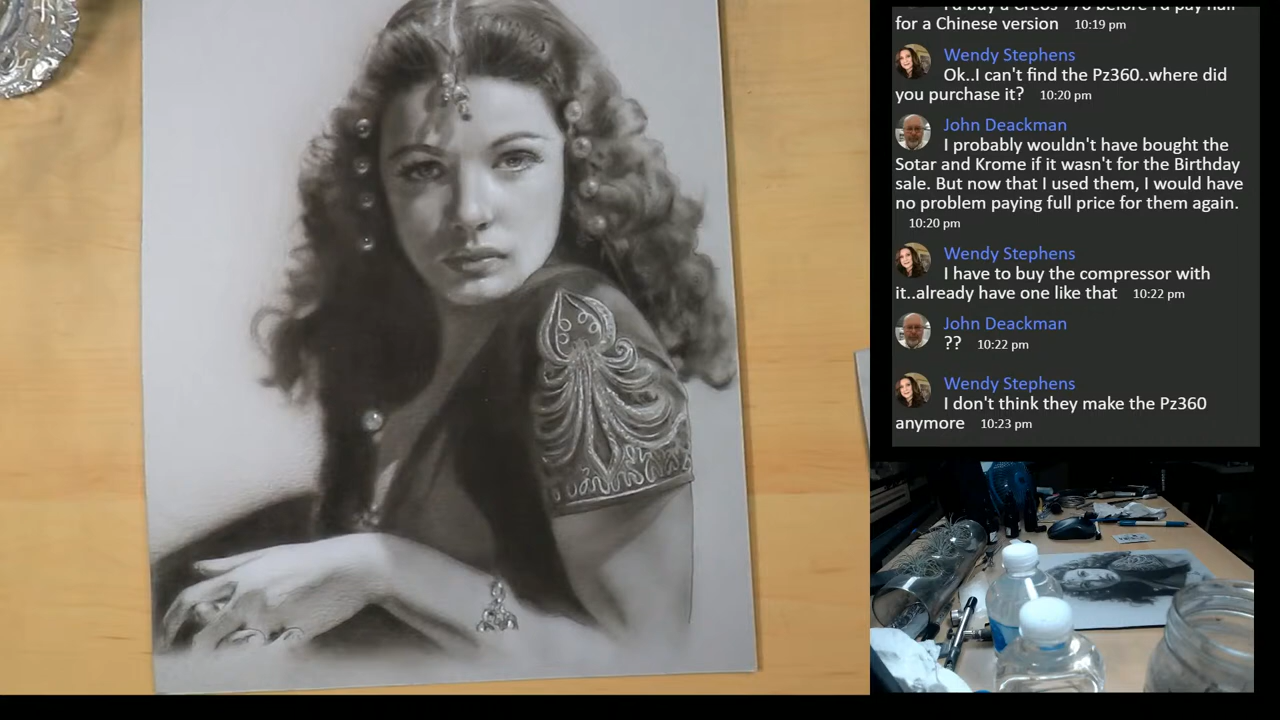 for a Chinese version 10:19 pm
Wendy Stephens
Ok..I can't find the Pz360..where did
you purchase it? 10:20 pm
John Deackman
I probably wouldn't have bought the
Sotar and Krome if it wasn't for the Birthday
sale. But now that I used them, I would have
no problem paying full price for them again.
10:20 pm
Wendy Stephens
I have to buy the compressor with
it..already have one like that 10:22 pm
John Deackman
?? 10:22 pm
Wendy Stephens
I don't think they make the Pz360
anymore 10:23 pm